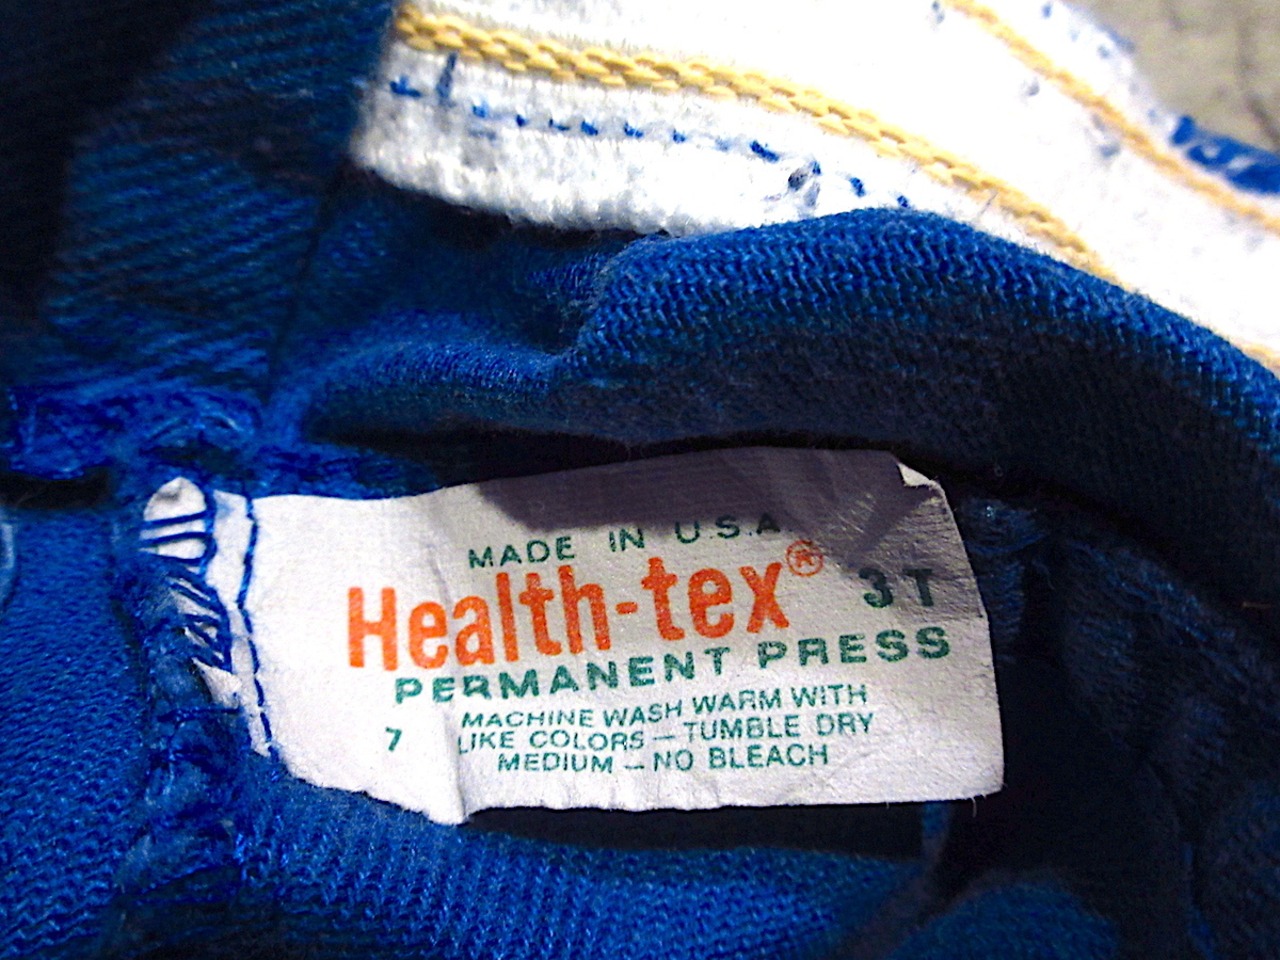 MADE IN U.S.A.
Health-tex®
3T
PERMANENT PRESS
MACHINE WASH WARM WITH
7 LIKE COLORS – TUMBLE DRY
MEDIUM – NO BLEACH